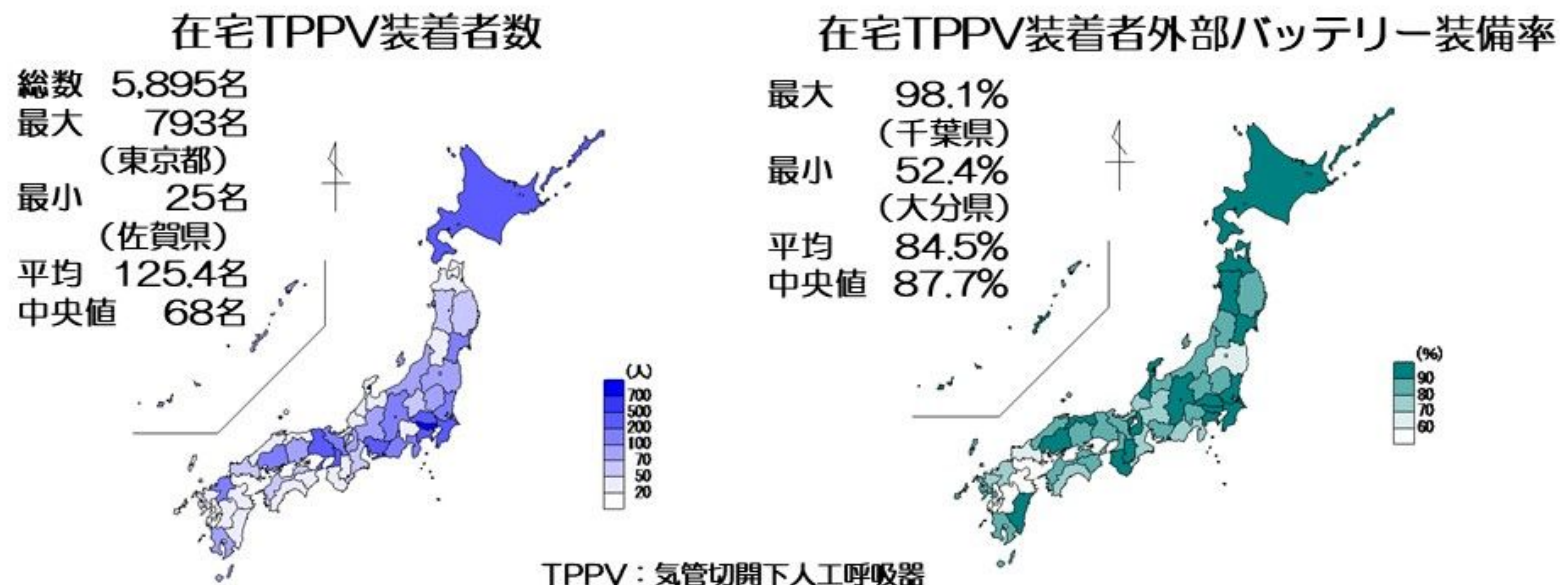 在宅TPPV装着者数
総数 5,895名
最大 793名
(東京都)
最小 25名
(佐賀県)
平均 125.4名
中央値 68名
(人)
700
500
200
100
70
50
20
在宅TPPV装着者外部バッテリー装備率
最大 98.1%
(千葉県)
最小 52.4%
(大分県)
平均 84.5%
中央値 87.7%
(%)
90
80
70
60
TPPV：気管切開下人工呼吸器